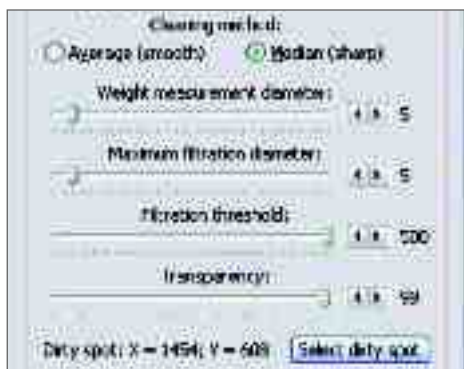 Cleaning method:
Average (smooth) Median (sharp)
Weight measurement diameter: 
5
Maximum filtration diameter:
5
Filtration threshold:
500
Transparency:
99
Dirty spot: X = 1454; Y = 608 Select dirty spot